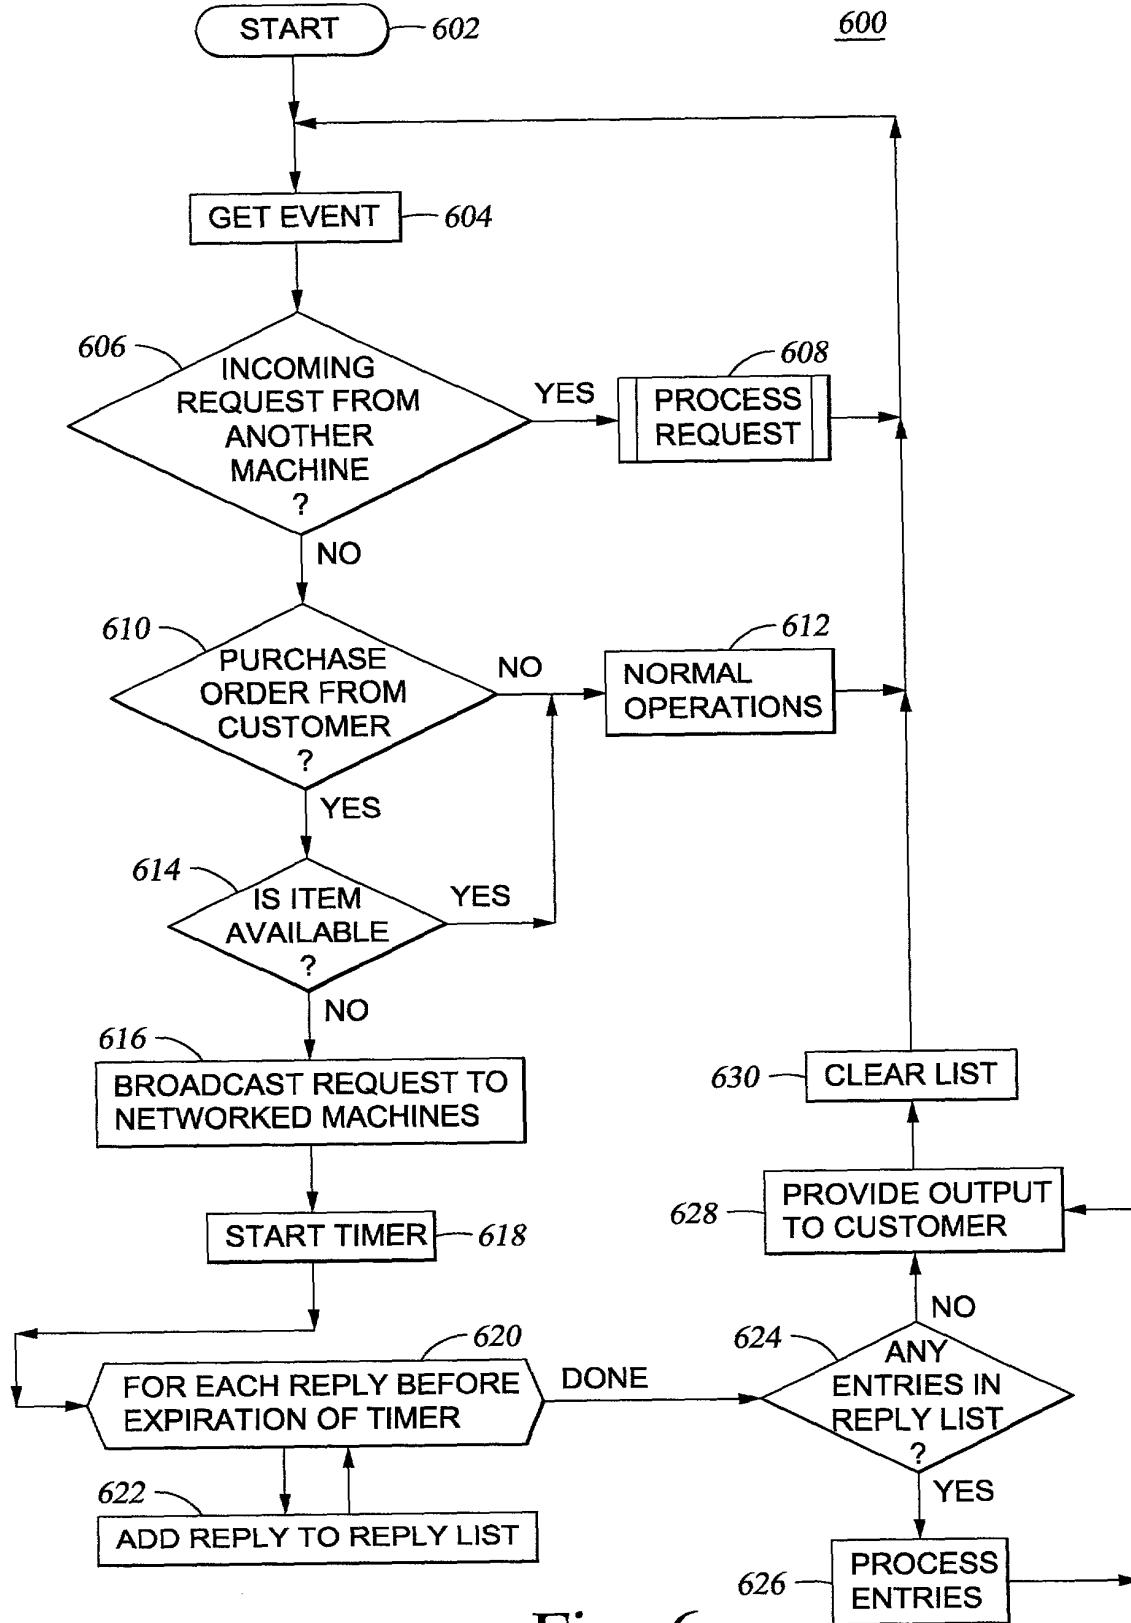 START
602
600
GET EVENT
604
606
INCOMING
REQUEST FROM
ANOTHER
MACHINE
?
YES
608
PROCESS
REQUEST
NO
610
PURCHASE
ORDER FROM
CUSTOMER
?
NO
612
NORMAL
OPERATIONS
YES
614
IS ITEM
AVAILABLE
?
YES
NO
616
BROADCAST REQUEST TO
NETWORKED MACHINES
630
CLEAR LIST
START TIMER
618
628
PROVIDE OUTPUT
TO CUSTOMER
620
FOR EACH REPLY BEFORE
EXPIRATION OF TIMER
DONE
NO
624
ANY
ENTRIES IN
REPLY LIST
?
YES
622
ADD REPLY TO REPLY LIST
626
PROCESS
ENTRIES